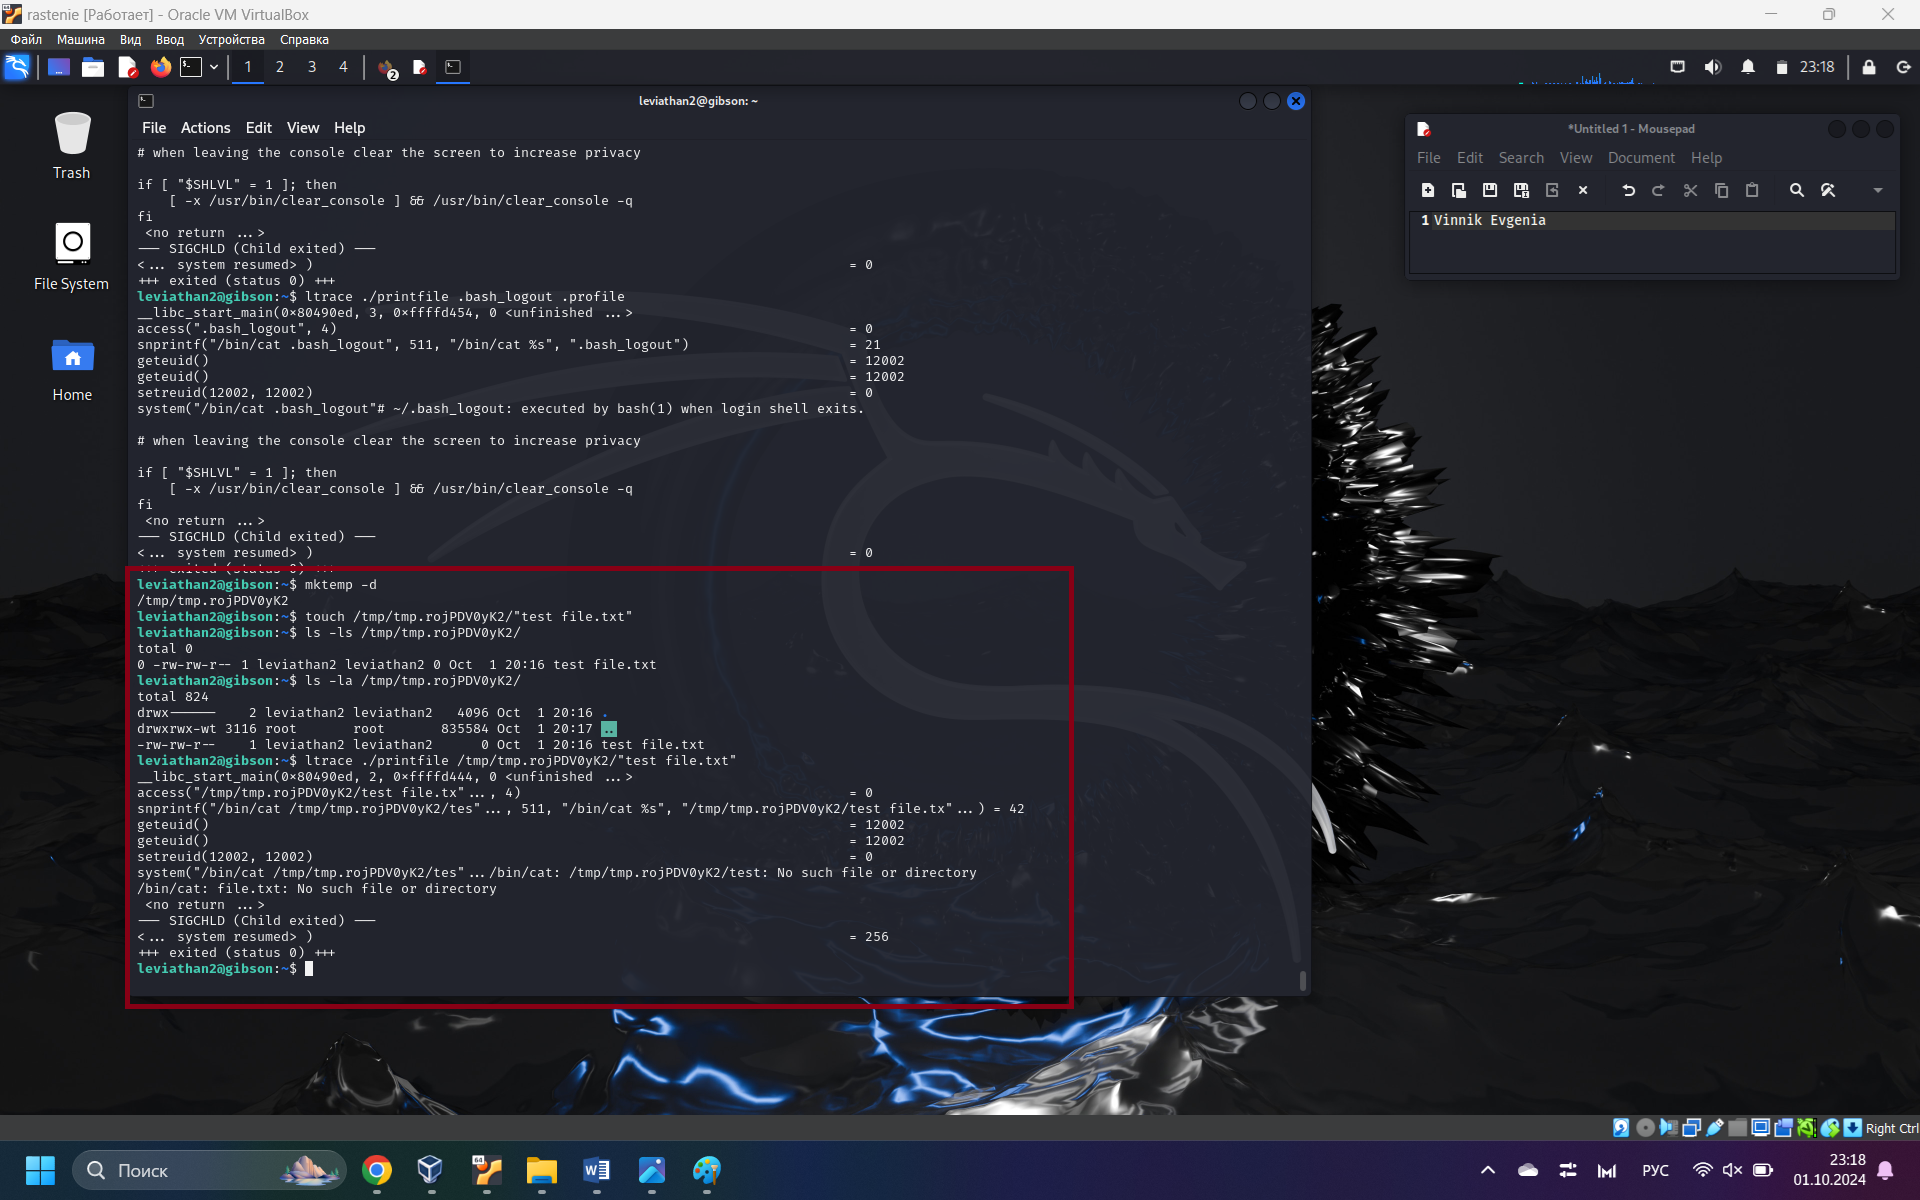 rastenie [Работает] - Oracle VM VirtualBox
Файл Машина Вид Ввод Устройства Справка
1 2 3 4 2 23:18
Trash
File System
Home
leviathan2@gibson: ~
File Actions Edit View Help
# when leaving the console clear the screen to increase privacy
if [ "$SHLVL" = 1 ]; then
[ -x /usr/bin/clear_console ] && /usr/bin/clear_console -q
fi
<no return ...>
--- SIGCHLD (Child exited) ---
<... system resumed> ) = 0
+++ exited (status 0) +++
leviathan2@gibson:~$ ltrace ./printfile .bash_logout .profile
__libc_start_main(0×80490ed, 3, 0×ffffd454, 0 <unfinished ...>
access(".bash_logout", 4) = 0
snprintf("/bin/cat .bash_logout", 511, "/bin/cat %s", ".bash_logout") = 21
geteuid() = 12002
geteuid() = 12002
setreuid(12002, 12002) = 0
system("/bin/cat .bash_logout"# ~/.bash_logout: executed by bash(1) when login shell exits.
# when leaving the console clear the screen to increase privacy
if [ "$SHLVL" = 1 ]; then
[ -x /usr/bin/clear_console ] && /usr/bin/clear_console -q
fi
<no return ...>
--- SIGCHLD (Child exited) ---
<... system resumed> ) = 0
+++ exited (status 0) +++
leviathan2@gibson:~$ mktemp -d
/tmp/tmp.rojPDV0yK2
leviathan2@gibson:~$ touch /tmp/tmp.rojPDV0yK2/"test file.txt"
leviathan2@gibson:~$ ls -ls /tmp/tmp.rojPDV0yK2/
total 0
0 -rw-rw-r-- 1 leviathan2 leviathan2 0 Oct 1 20:16 test file.txt
leviathan2@gibson:~$ ls -la /tmp/tmp.rojPDV0yK2/
total 824
drwx------ 2 leviathan2 leviathan2 4096 Oct 1 20:16 .
drwxrwx-wt 3116 root root 835584 Oct 1 20:17 ..
-rw-rw-r-- 1 leviathan2 leviathan2 0 Oct 1 20:16 test file.txt
leviathan2@gibson:~$ ltrace ./printfile /tmp/tmp.rojPDV0yK2/"test file.txt"
__libc_start_main(0×80490ed, 2, 0×ffffd444, 0 <unfinished ...>
access("/tmp/tmp.rojPDV0yK2/test file.tx"..., 4) = 0
snprintf("/bin/cat /tmp/tmp.rojPDV0yK2/tes"..., 511, "/bin/cat %s", "/tmp/tmp.rojPDV0yK2/test file.tx"...) = 42
geteuid() = 12002
geteuid() = 12002
setreuid(12002, 12002) = 0
system("/bin/cat /tmp/tmp.rojPDV0yK2/tes".../bin/cat: /tmp/tmp.rojPDV0yK2/test: No such file or directory
/bin/cat: file.txt: No such file or directory
<no return ...>
--- SIGCHLD (Child exited) ---
<... system resumed> ) = 256
+++ exited (status 0) +++
leviathan2@gibson:~$
*Untitled 1 - Mousepad
File Edit Search View Document Help
1 Vinnik Evgenia
Right Ctrl
Поиск
64
РУС
23:18
01.10.2024